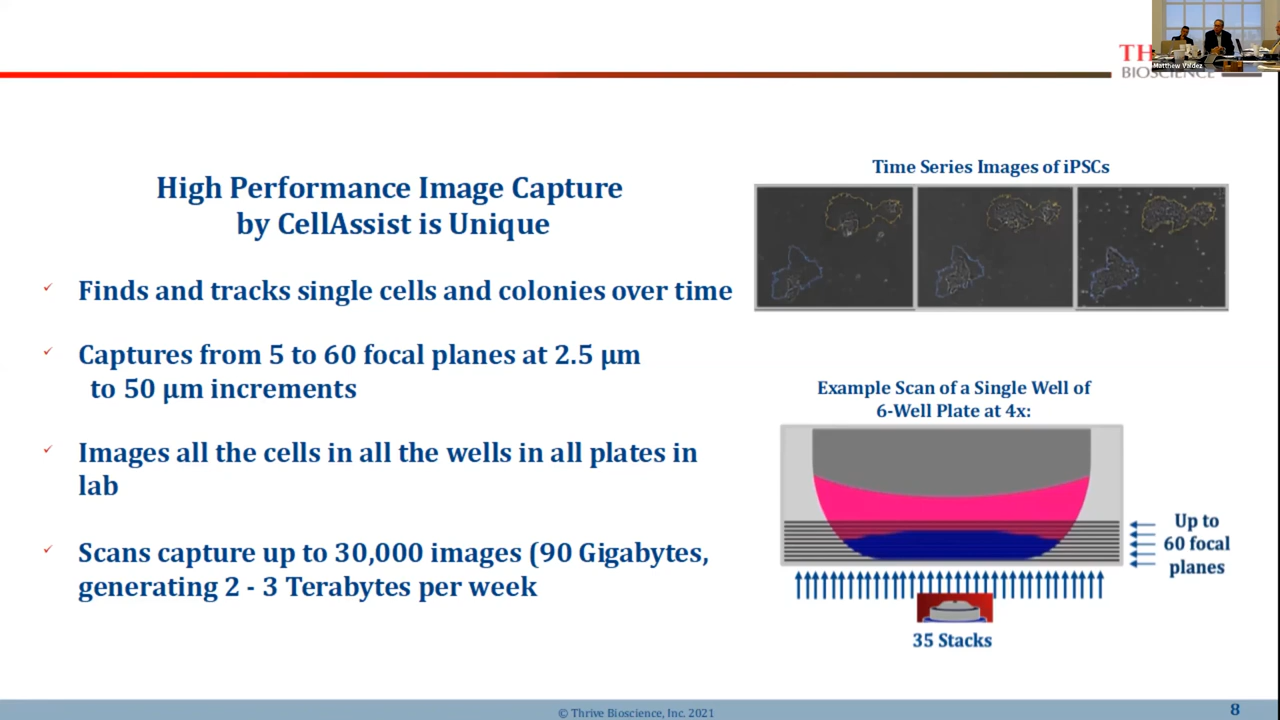 TH
BIOSCIENCE
Matthew Valdez
High Performance Image Capture
by CellAssist is Unique
Finds and tracks single cells and colonies over time
Captures from 5 to 60 focal planes at 2.5 µm
to 50 µm increments
Images all the cells in all the wells in all plates in
lab
Scans capture up to 30,000 images (90 Gigabytes,
generating 2 - 3 Terabytes per week
Time Series Images of iPSCs
Example Scan of a Single Well of
6-Well Plate at 4x:
Up to
60 focal
planes
35 Stacks
© Thrive Bioscience, Inc. 2021
8